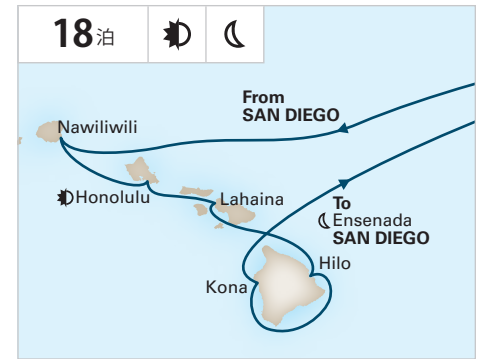 18泊
From
SAN DIEGO
Nawiliwili
Honolulu
Lahaina
To
Ensenada
SAN DIEGO
Hilo
Kona